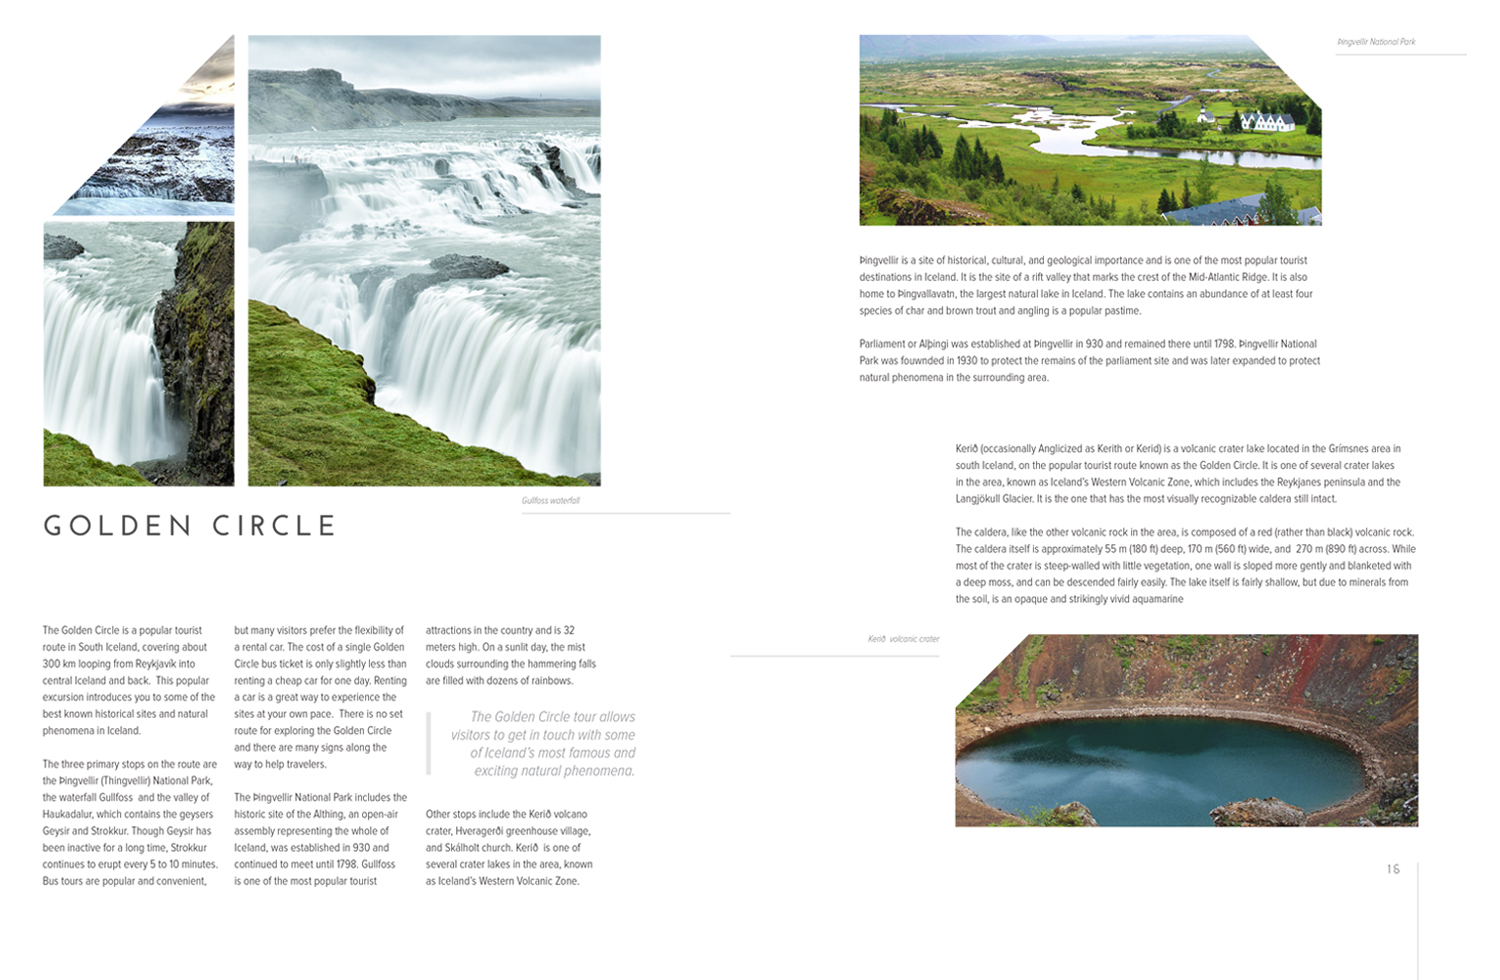 Gullfoss waterfall
GOLDEN CIRCLE
The Golden Circle is a popular tourist
route in South Iceland, covering about
300 km looping from Reykjavík into
central Iceland and back.  This popular
excursion introduces you to some of the
best known historical sites and natural
phenomena in Iceland.
The three primary stops on the route are
the Þingvellir (Thingvellir) National Park,
the waterfall Gullfoss  and the valley of
Haukadalur, which contains the geysers
Geysir and Strokkur. Though Geysir has
been inactive for a long time, Strokkur
continues to erupt every 5 to 10 minutes.
Bus tours are popular and convenient,
but many visitors prefer the flexibility of
a rental car. The cost of a single Golden
Circle bus ticket is only slightly less than
renting a cheap car for one day. Renting
a car is a great way to experience the
sites at your own pace.  There is no set
route for exploring the Golden Circle
and there are many signs along the
way to help travelers.
The Þingvellir National Park includes the
historic site of the Althing, an open-air
assembly representing the whole of
Iceland, was established in 930 and
continued to meet until 1798. Gullfoss
is one of the most popular tourist
attractions in the country and is 32
meters high. On a sunlit day, the mist
clouds surrounding the hammering falls
are filled with dozens of rainbows.
The Golden Circle tour allows
visitors to get in touch with some
of Iceland's most famous and
exciting natural phenomena.
Other stops include the Kerið volcano
crater, Hveragerði greenhouse village,
and Skálholt church. Kerið  is one of
several crater lakes in the area, known
as Iceland's Western Volcanic Zone.
Þingvellir National Park
Þingvellir is a site of historical, cultural, and geological importance and is one of the most popular tourist
destinations in Iceland. It is the site of a rift valley that marks the crest of the Mid-Atlantic Ridge. It is also
home to Þingvallavatn, the largest natural lake in Iceland. The lake contains an abundance of at least four
species of char and brown trout and angling is a popular pastime.
Parliament or Alþingi was established at Þingvellir in 930 and remained there until 1798. Þingvellir National
Park was fouwnded in 1930 to protect the remains of the parliament site and was later expanded to protect
natural phenomena in the surrounding area.
Kerið (occasionally Anglicized as Kerith or Kerid) is a volcanic crater lake located in the Grímsnes area in
south Iceland, on the popular tourist route known as the Golden Circle. It is one of several crater lakes
in the area, known as Iceland's Western Volcanic Zone, which includes the Reykjanes peninsula and the
Langjökull Glacier. It is the one that has the most visually recognizable caldera still intact.
The caldera, like the other volcanic rock in the area, is composed of a red (rather than black) volcanic rock.
The caldera itself is approximately 55 m (180 ft) deep, 170 m (560 ft) wide, and  270 m (890 ft) across. While
most of the crater is steep-walled with little vegetation, one wall is sloped more gently and blanketed with
a deep moss, and can be descended fairly easily. The lake itself is fairly shallow, but due to minerals from
the soil, is an opaque and strikingly vivid aquamarine
Kerið  volcanic crater
16